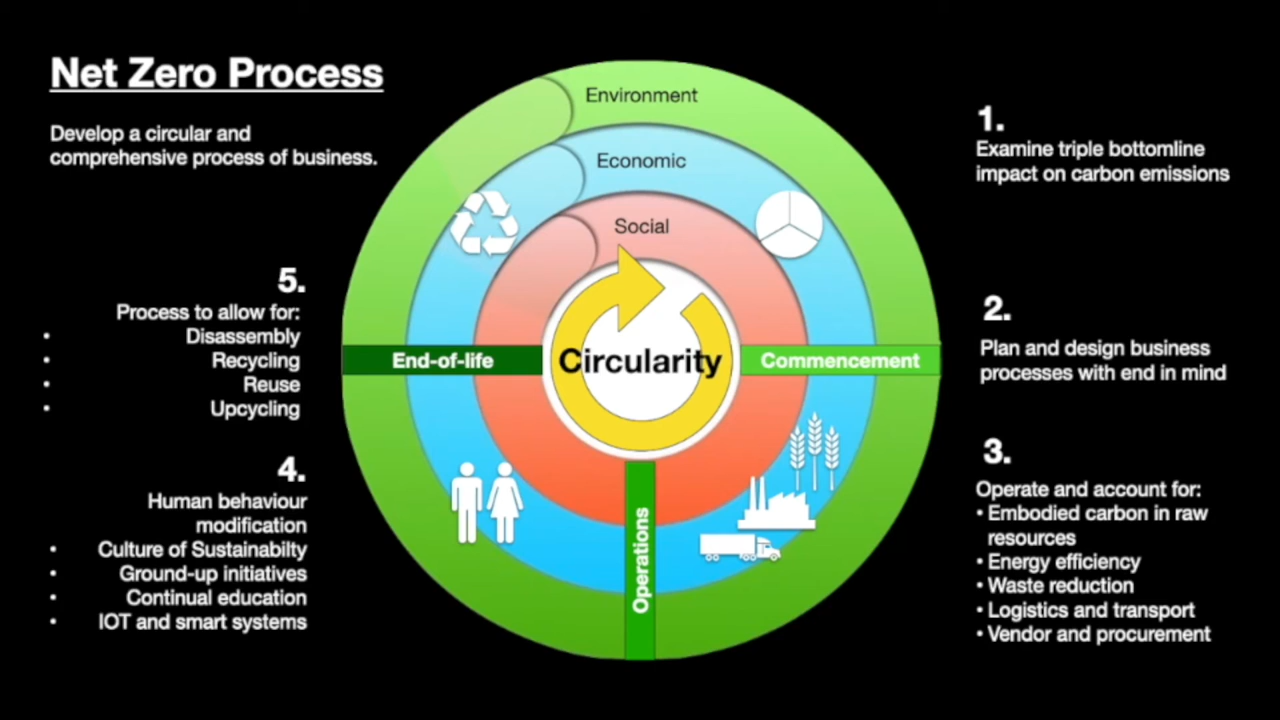 Net Zero Process
Develop a circular and
comprehensive process of business.
Environment
Economic
Social
Circularity
End-of-life
Commencement
Operations
1.
Examine triple bottomline
impact on carbon emissions
2.
Plan and design business
processes with end in mind
3.
Operate and account for:
• Embodied carbon in raw
resources
• Energy efficiency
• Waste reduction
• Logistics and transport
• Vendor and procurement
4.
Human behaviour
modification
• Culture of Sustainabilty
• Ground-up initiatives
• Continual education
• IOT and smart systems
5.
Process to allow for:
• Disassembly
• Recycling
• Reuse
• Upcycling